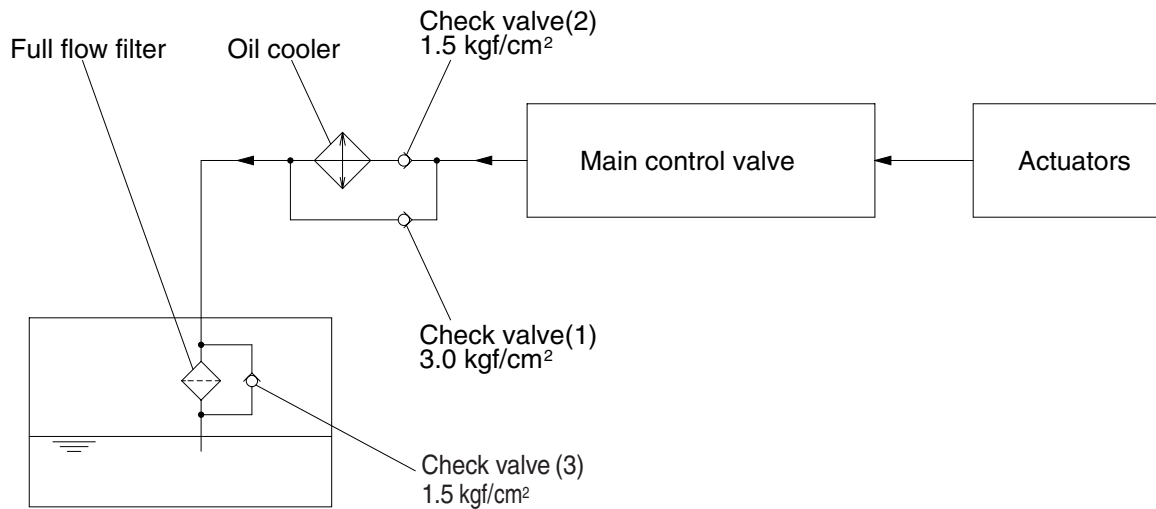 Check valve(2)
1.5 kgf/cm²
Full flow filter
Oil cooler
Main control valve
Actuators
Check valve(1)
3.0 kgf/cm²
Check valve (3)
1.5 kgf/cm²